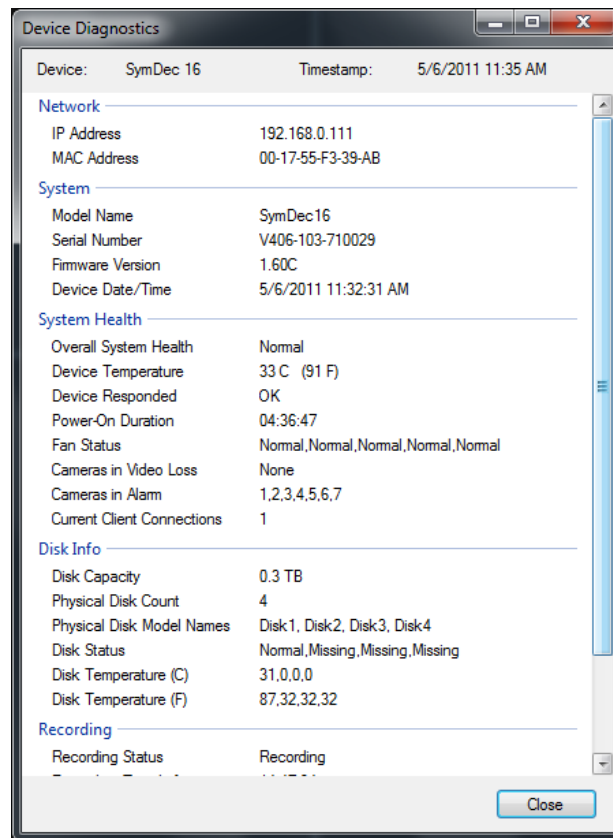 Device Diagnostics
Device: SymDec 16 Timestamp: 5/6/2011 11:35 AM
Network
IP Address 192.168.0.111
MAC Address 00-17-55-F3-39-AB
System
Model Name SymDec16
Serial Number V406-103-710029
Firmware Version 1.60C
Device Date/Time 5/6/2011 11:32:31 AM
System Health
Overall System Health Normal
Device Temperature 33 C (91 F)
Device Responded OK
Power-On Duration 04:36:47
Fan Status Normal,Normal,Normal,Normal,Normal
Cameras in Video Loss None
Cameras in Alarm 1,2,3,4,5,6,7
Current Client Connections 1
Disk Info
Disk Capacity 0.3 TB
Physical Disk Count 4
Physical Disk Model Names Disk1, Disk2, Disk3, Disk4
Disk Status Normal,Missing,Missing,Missing
Disk Temperature (C) 31,0,0,0
Disk Temperature (F) 87,32,32,32
Recording
Recording Status Recording
Close